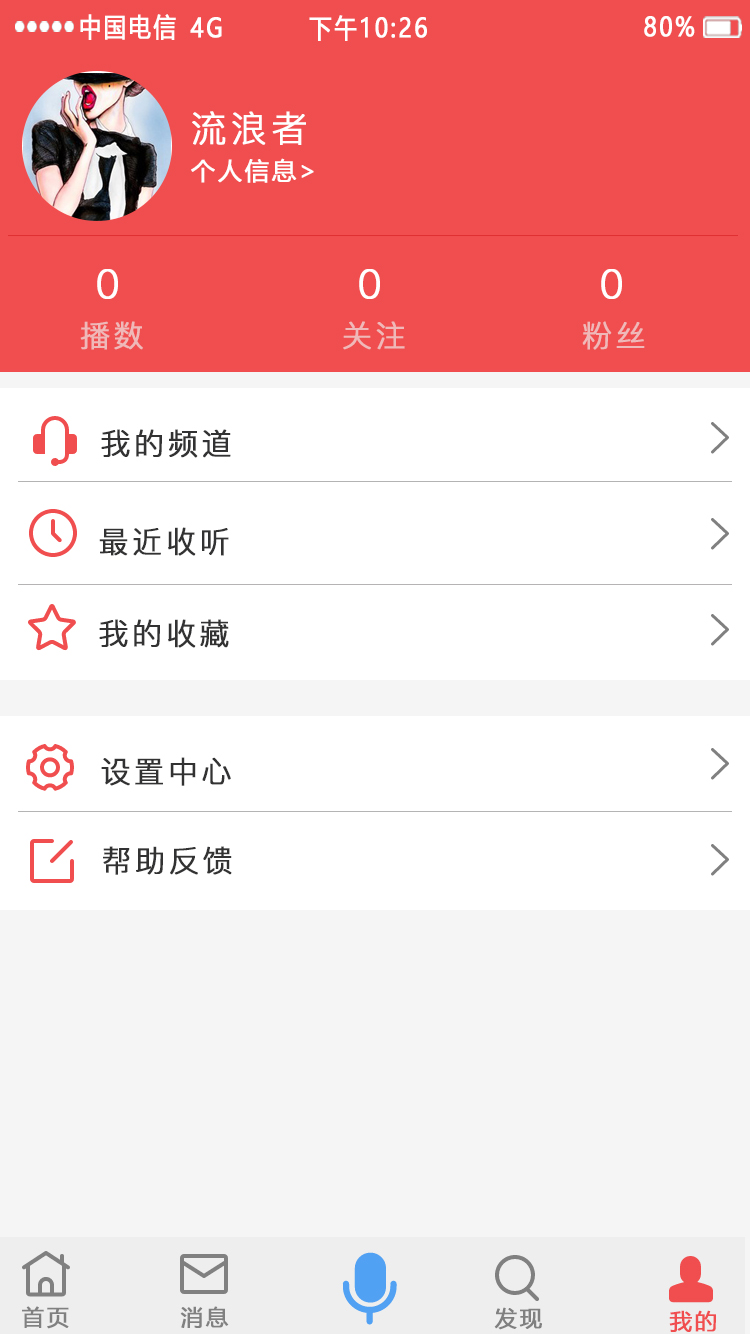 中国电信 4G 下午10:26 80%
流浪者
个人信息>
0 0 0
播数 关注 粉丝
我的频道
最近收听
我的收藏
设置中心
帮助反馈
首页 消息 发现 我的